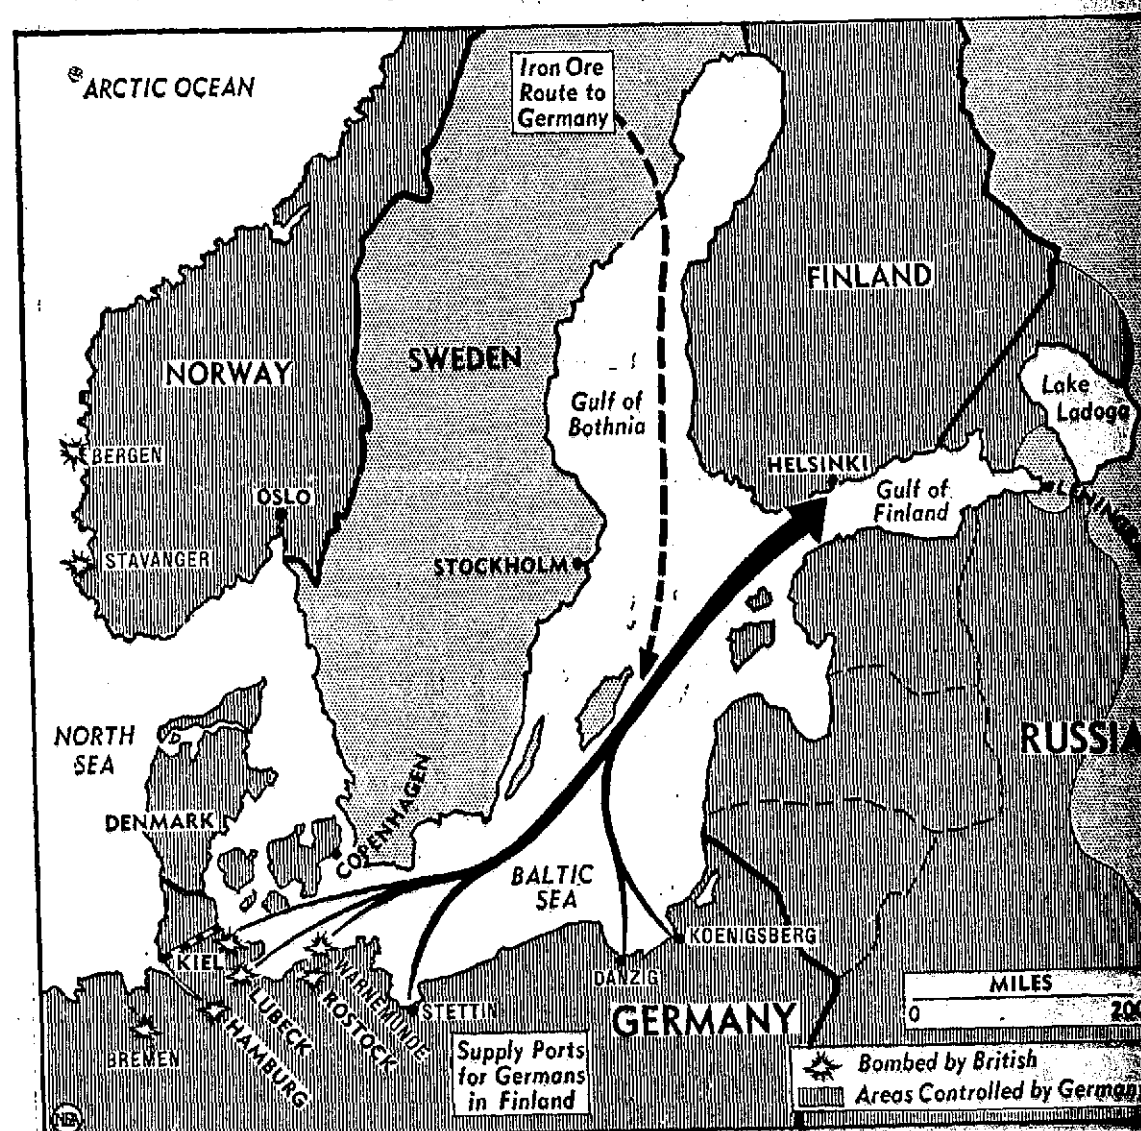 ARCTIC OCEAN
Iron Ore
Route to
Germany
FINLAND
NORWAY
SWEDEN
Gulf of
Bothnia
Lake
Ladoga
BERGEN
OSLO
HELSINKI
Gulf of
Finland
STAVANGER
STOCKHOLM
NORTH
SEA
RUSSIA
DENMARK
COPENHAGEN
BALTIC
SEA
KIEL
LUBECK
HAMBURG
BREMEN
WARNEMUNDE
ROSTOCK
STETTIN
DANZIG
KOENIGSBERG
GERMANY
Supply Ports
for Germans
in Finland
MILES
0 200
Bombed by British
Areas Controlled by German